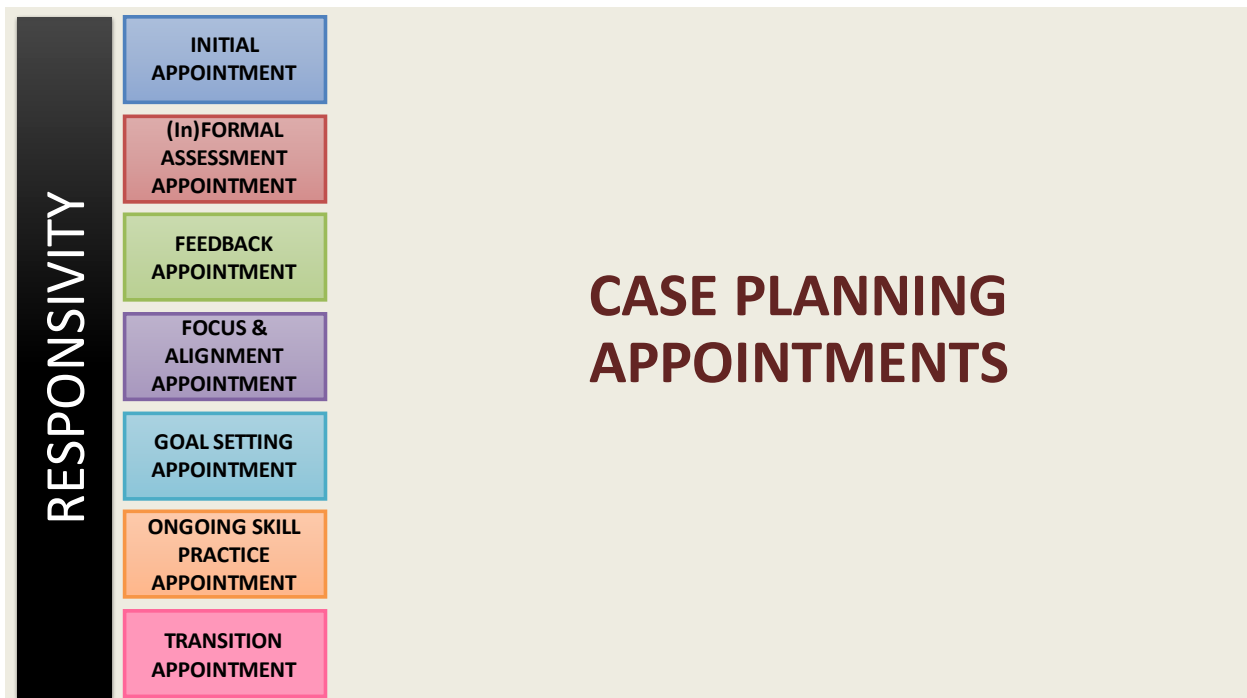 RESPONSIVITY
INITIAL
APPOINTMENT
(In)FORMAL
ASSESSMENT
APPOINTMENT
FEEDBACK
APPOINTMENT
FOCUS &
ALIGNMENT
APPOINTMENT
GOAL SETTING
APPOINTMENT
ONGOING SKILL
PRACTICE
APPOINTMENT
TRANSITION
APPOINTMENT
CASE PLANNING
APPOINTMENTS